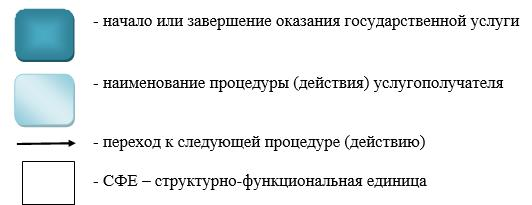 - начало или завершение оказания государственной услуги
- наименование процедуры (действия) услугополучателя
- переход к следующей процедуре (действию)
- СФЕ – структурно-функциональная единица